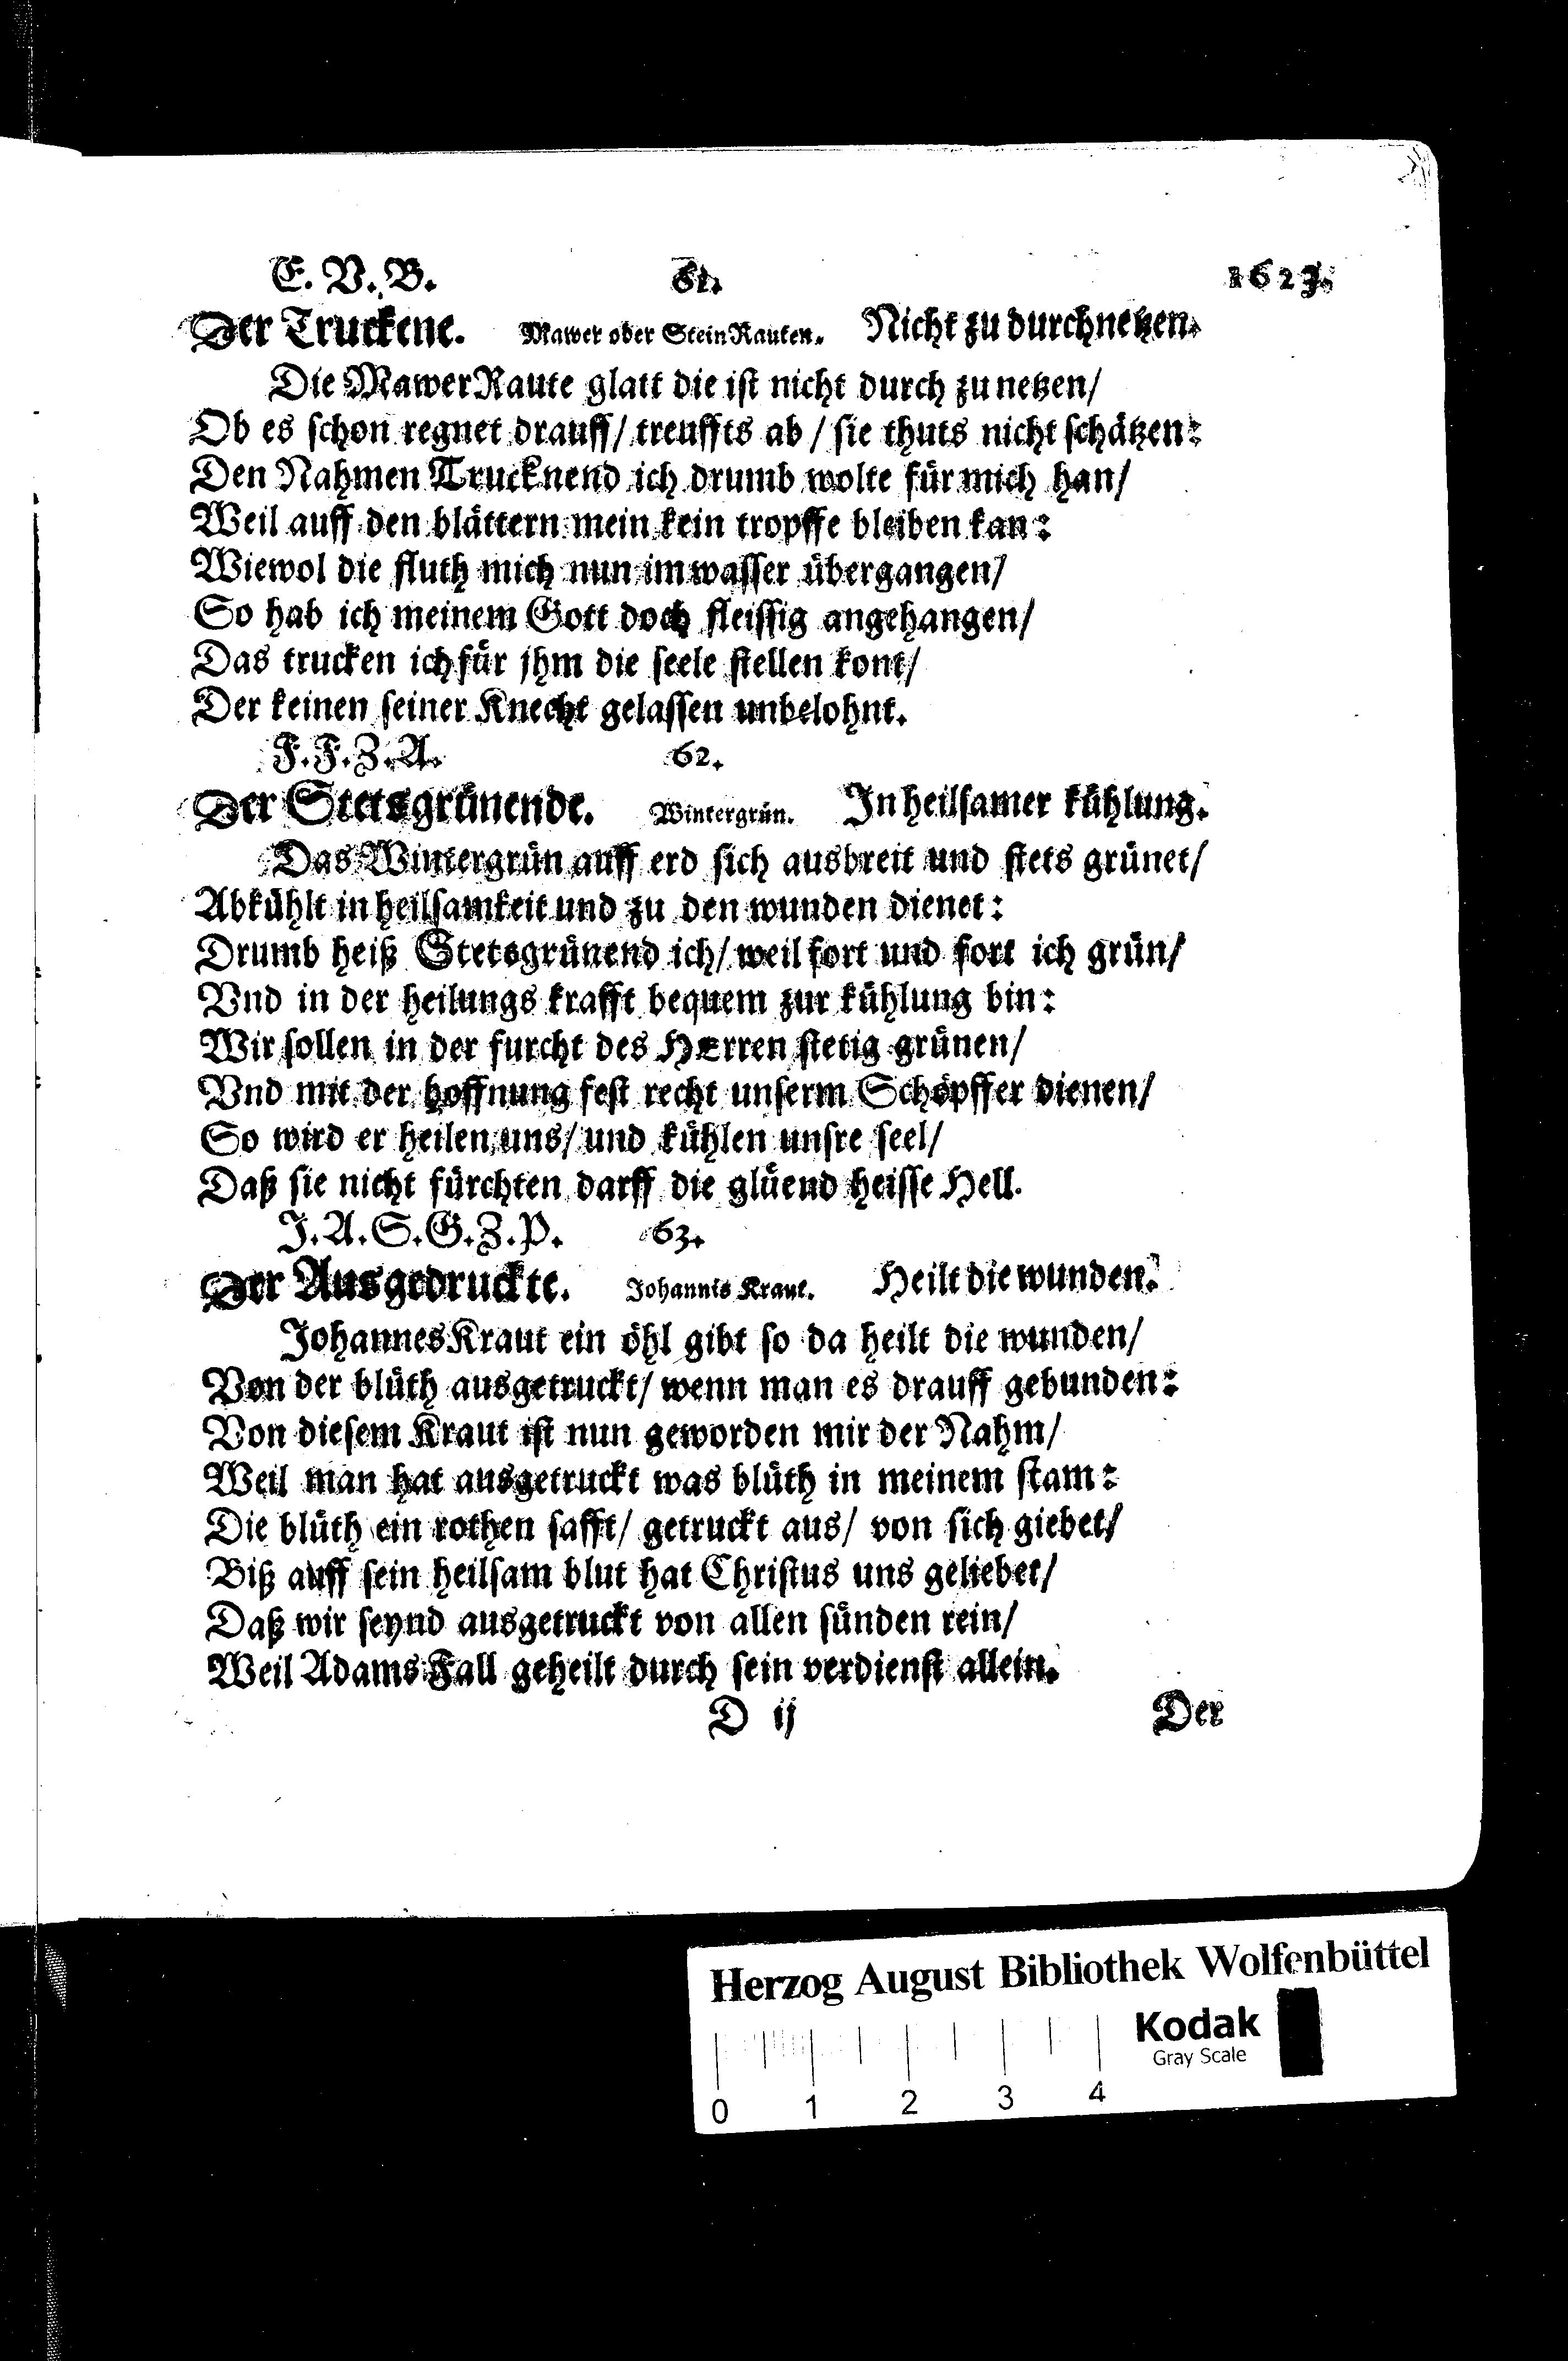 E. V. B. 61. 1623.
Der Truckene. Mawer oder SteinRauten. Nicht zu durchnetzen.
Die MawerRaute glatt die ist nicht durch zu netzen/
Ob es schon regnet drauff/ treuffts ab / sie thuts nicht schätzen:
Den Nahmen Trucknend ich drumb wolte für mich han/
Weil auff den blättern mein kein tropffe bleiben kan:
Wiewol die fluth mich nun im wasser übergangen/
So hab ich meinem Gott doch fleissig angehangen/
Das trucken ich für jhm die seele stellen kont/
Der keinen seiner Knecht gelassen unbelohnt.
F. F. Z. A. 62.
Der Stetsgrünende. Wintergrün. In heilsamer kühlung.
Das Wintergrün auff erd sich ausbreit und stets grünet/
Abkühlt in heilsamkeit und zu den wunden dienet:
Drumb heiß Stetsgrünend ich/ weil fort und fort ich grün/
Vnd in der heilungs krafft bequem zur kühlung bin:
Wir sollen in der furcht des HErren stetig grünen/
Vnd mit der hoffnung fest recht unserm Schöpffer dienen/
So wird er heilen uns/ und kühlen unsre seel/
Daß sie nicht fürchten darff die glüend heisse Hell.
J. A. S. G. Z. P. 63.
Der Ausgedruckte. Johannis Kraut. Heilt die wunden.
JohannesKraut ein öhl gibt so da heilt die wunden/
Von der blüth ausgetruckt/ wenn man es drauff gebunden:
Von diesem Kraut ist nun geworden mir der Nahm/
Weil man hat ausgetruckt was blüth in meinem stam:
Die blüth ein rothen safft/ getruckt aus/ von sich giebet/
Biß auff sein heilsam blut hat Christus uns geliebet/
Daß wir seynd ausgetruckt von allen sünden rein/
Weil Adams Fall geheilt durch sein verdienst allein.
D ij Der
Herzog August Bibliothek Wolfenbüttel
Kodak
Gray Scale
0 1 2 3 4